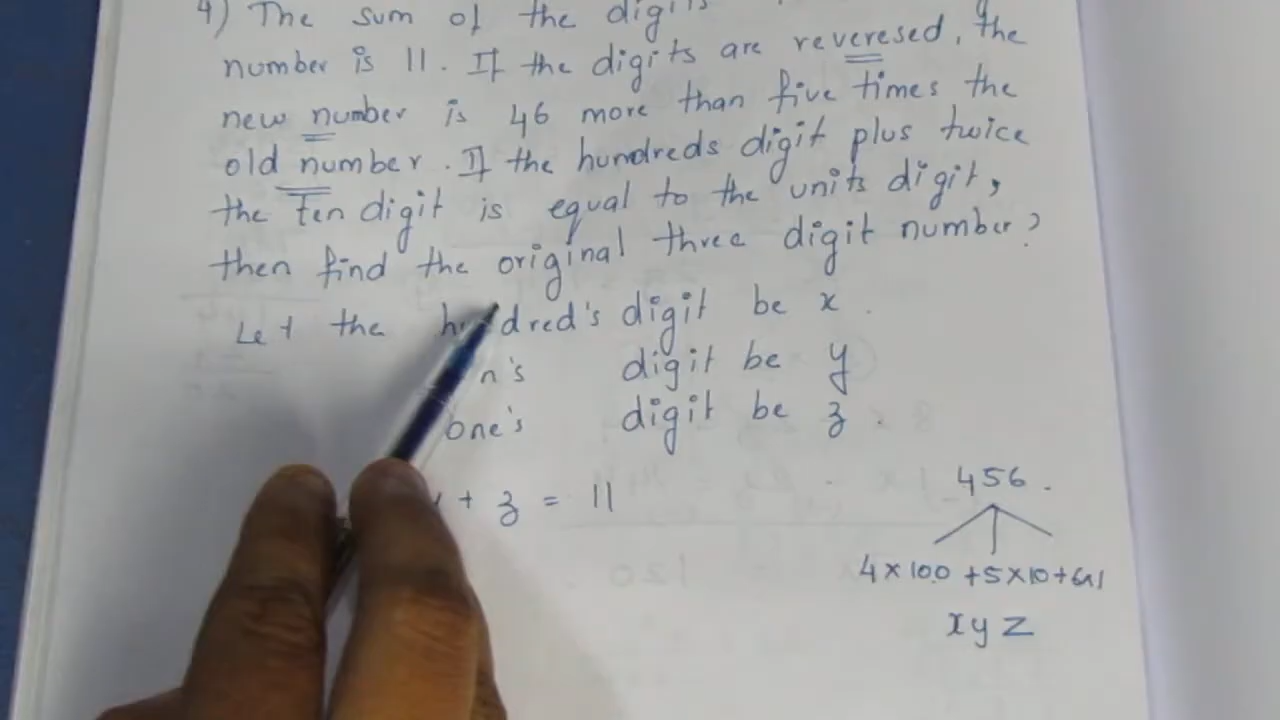 4) The sum of the digits
number is 11. If the digits are reveresed, the
new number is 46 more than five times the
old number. If the hundreds digit plus twice
the Ten digit is equal to the units digit,
then find the original three digit number?
Let the digit be x.
digit be y
one's digit be z.
+ z = 11
456.
4×100 +5×10+6×1
xyz